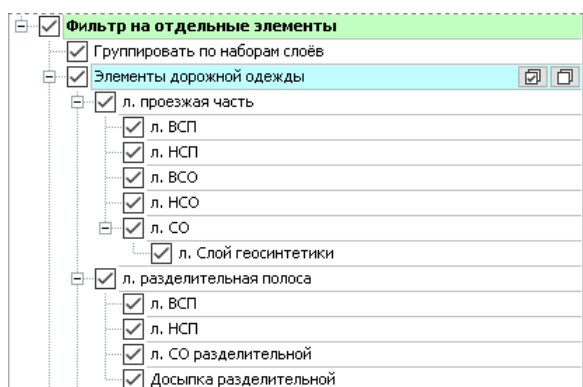 Фильтр на отдельные элементы
Группировать по наборам слоёв
Элементы дорожной одежды
л. проезжая часть
л. ВСП
л. НСП
л. ВСО
л. НСО
л. СО
л. Слой геосинтетики
л. разделительная полоса
л. ВСП
л. НСП
л. СО разделительной
Досыпка разделительной